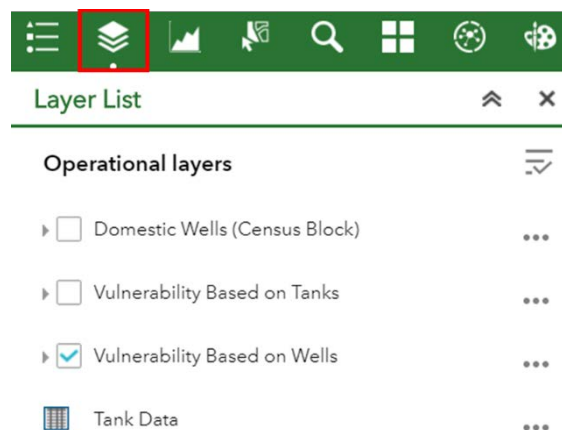 Layer List
Operational layers
Domestic Wells (Census Block)
Vulnerability Based on Tanks
Vulnerability Based on Wells
Tank Data